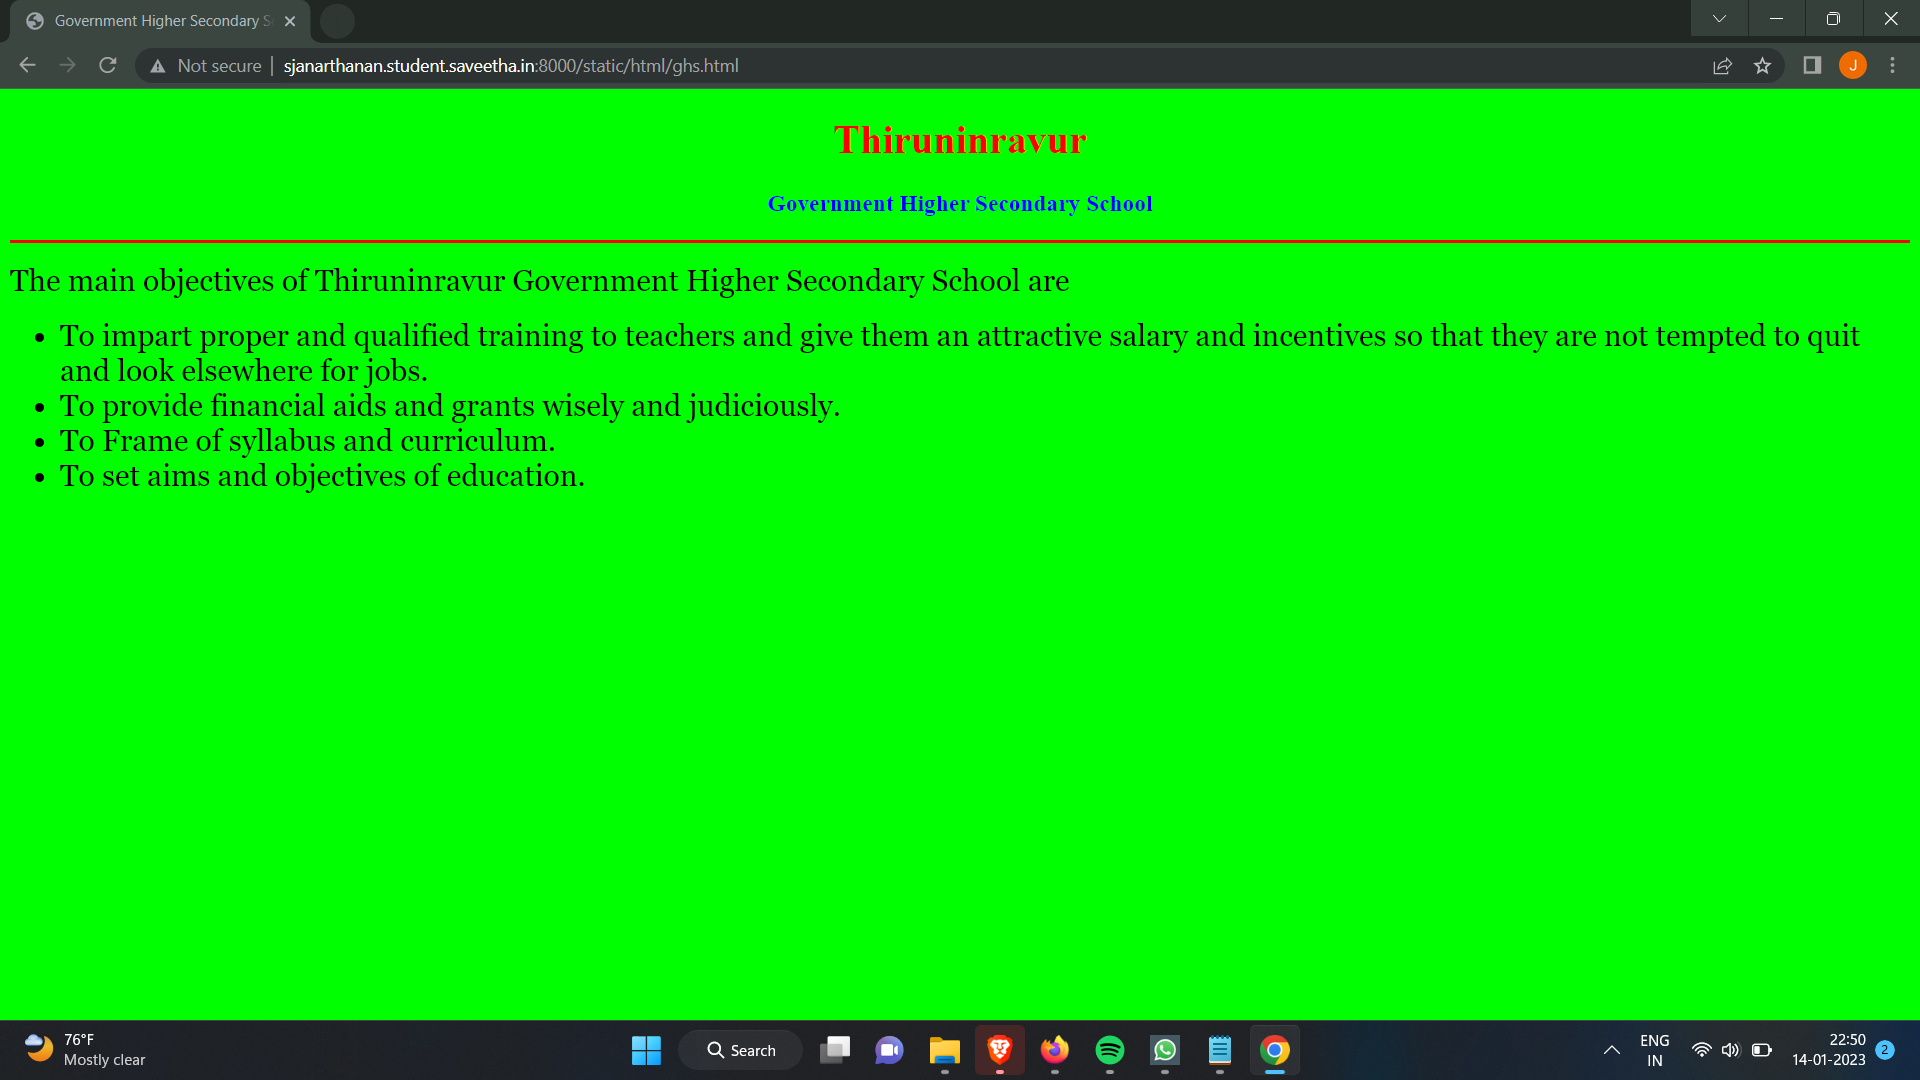 Government Higher Secondary S
Not secure
sjanarthanan.student.saveetha.in:8000/static/html/ghs.html
J
Thiruninravur
Government Higher Secondary School
The main objectives of Thiruninravur Government Higher Secondary School are
• To impart proper and qualified training to teachers and give them an attractive salary and incentives so that they are not tempted to quit
and look elsewhere for jobs.
• To provide financial aids and grants wisely and judiciously.
• To Frame of syllabus and curriculum.
• To set aims and objectives of education.
76°F
Mostly clear
Search
ENG
IN
22:50
14-01-2023
2